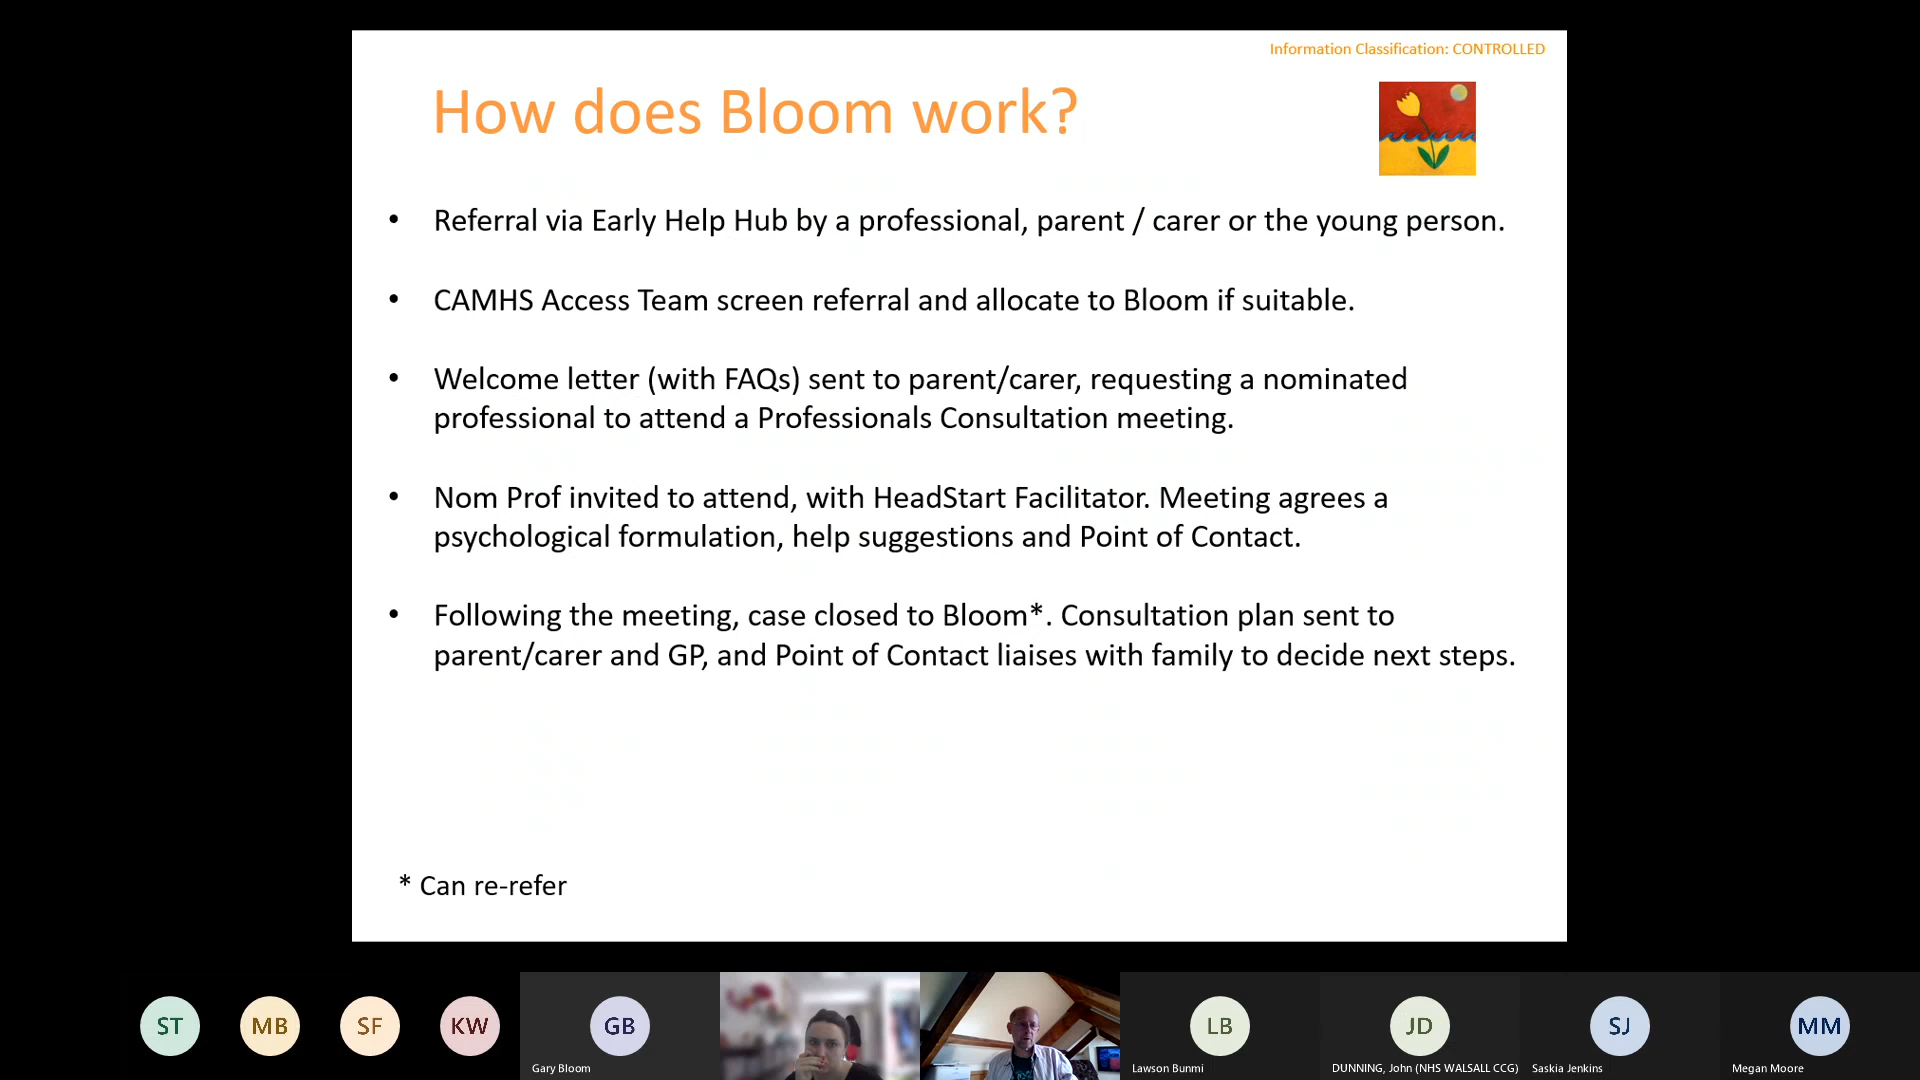 Information Classification: CONTROLLED
How does Bloom work?
• Referral via Early Help Hub by a professional, parent / carer or the young person.
• CAMHS Access Team screen referral and allocate to Bloom if suitable.
• Welcome letter (with FAQs) sent to parent/carer, requesting a nominated
professional to attend a Professionals Consultation meeting.
• Nom Prof invited to attend, with HeadStart Facilitator. Meeting agrees a
psychological formulation, help suggestions and Point of Contact.
• Following the meeting, case closed to Bloom*. Consultation plan sent to
parent/carer and GP, and Point of Contact liaises with family to decide next steps.
* Can re-refer
ST
MB
SF
KW
GB
Gary Bloom
LB
Lawson Bunmi
JD
DUNNING, John (NHS WALSALL CCG)
SJ
Saskia Jenkins
MM
Megan Moore